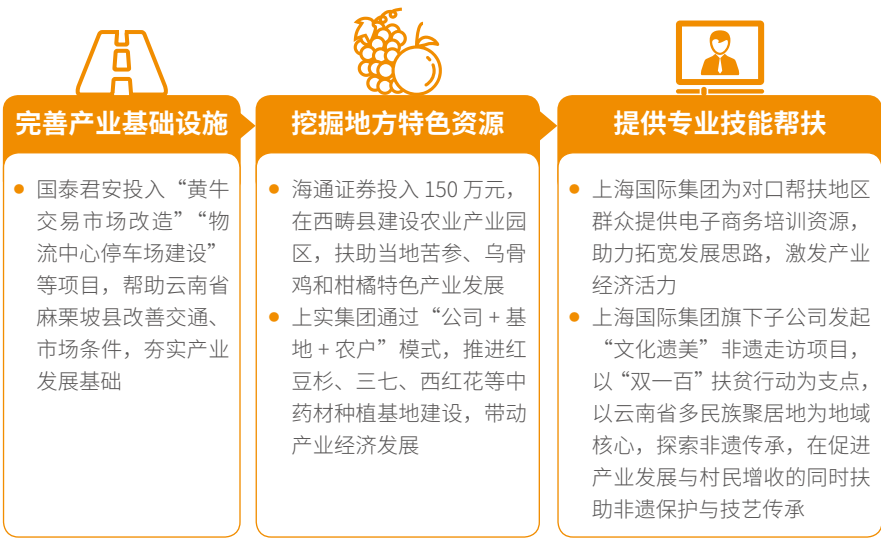 完善产业基础设施
国泰君安投入“黄牛
交易市场改造”“物
流中心停车场建设”
等项目，帮助云南省
麻栗坡县改善交通、
市场条件，夯实产业
发展基础
挖掘地方特色资源
海通证券投入 150 万元，
在西畴县建设农业产业园
区，扶助当地苦参、乌骨
鸡和柑橘特色产业发展
上实集团通过“公司 + 基
地 + 农户”模式，推进红
豆杉、三七、西红花等中
药材种植基地建设，带动
产业经济发展
提供专业技能帮扶
上海国际集团为对口帮扶地区
群众提供电子商务培训资源，
助力拓宽发展思路，激发产业
经济活力
上海国际集团旗下子公司发起
“文化遗美”非遗走访项目，
以“双一百”扶贫行动为支点，
以云南省多民族聚居地为地域
核心，探索非遗传承，在促进
产业发展与村民增收的同时扶
助非遗保护与技艺传承